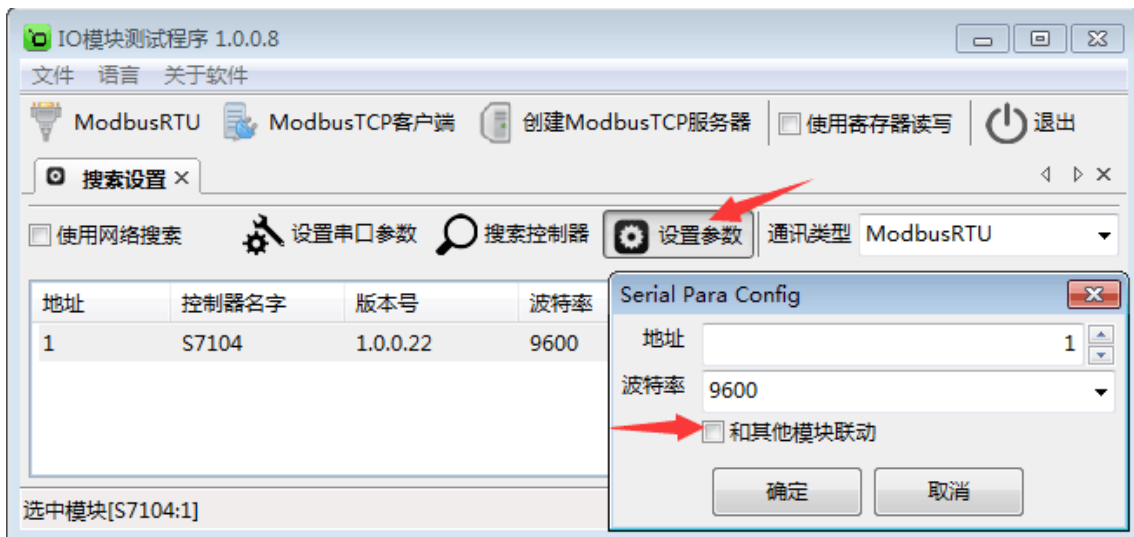 IO模块测试程序 1.0.0.8
文件 语言 关于软件
ModbusRTU ModbusTCP客户端 创建ModbusTCP服务器 使用寄存器读写 退出
搜索设置
使用网络搜索 设置串口参数 搜索控制器 设置参数 通讯类型 ModbusRTU
地址 控制器名字 版本号 波特率
1 S7104 1.0.0.22 9600
Serial Para Config
地址 1
波特率 9600
和其他模块联动
确定 取消
选中模块[S7104:1]